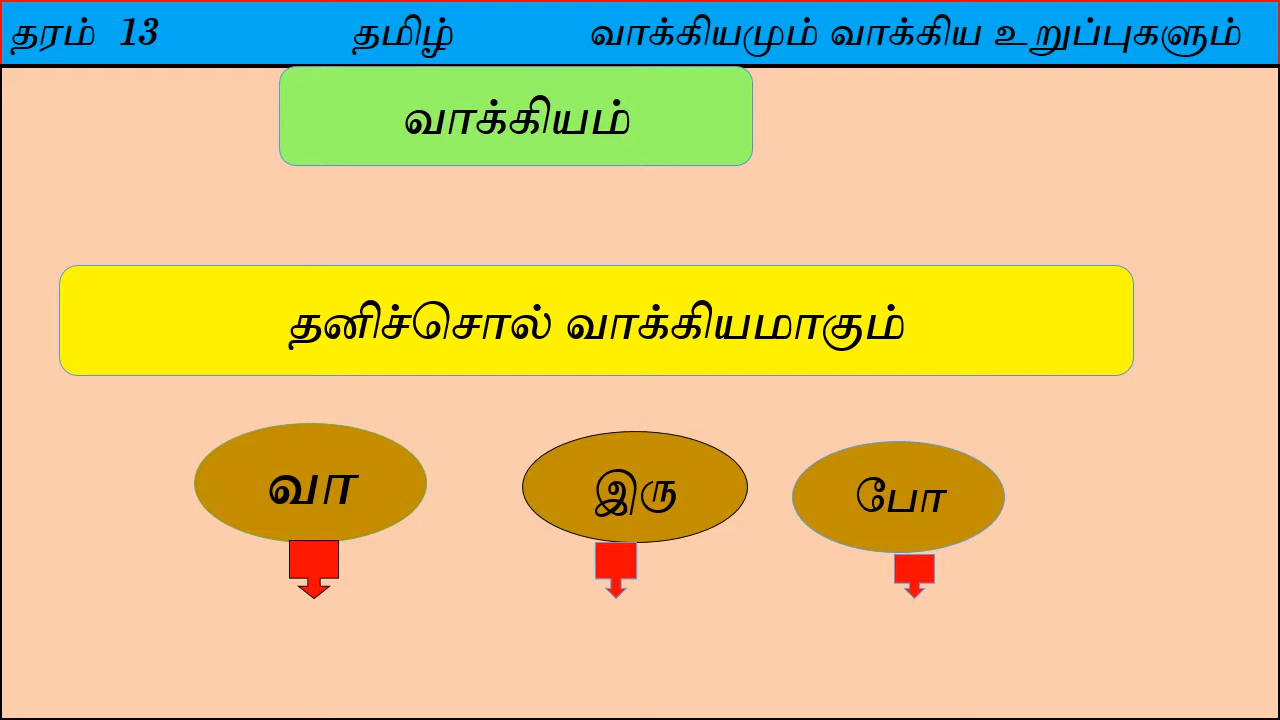 தரம் 13 தமிழ் வாக்கியமும் வாக்கிய உறுப்புகளும்
வாக்கியம்
தனிச்சொல் வாக்கியமாகும்
வா இரு போ